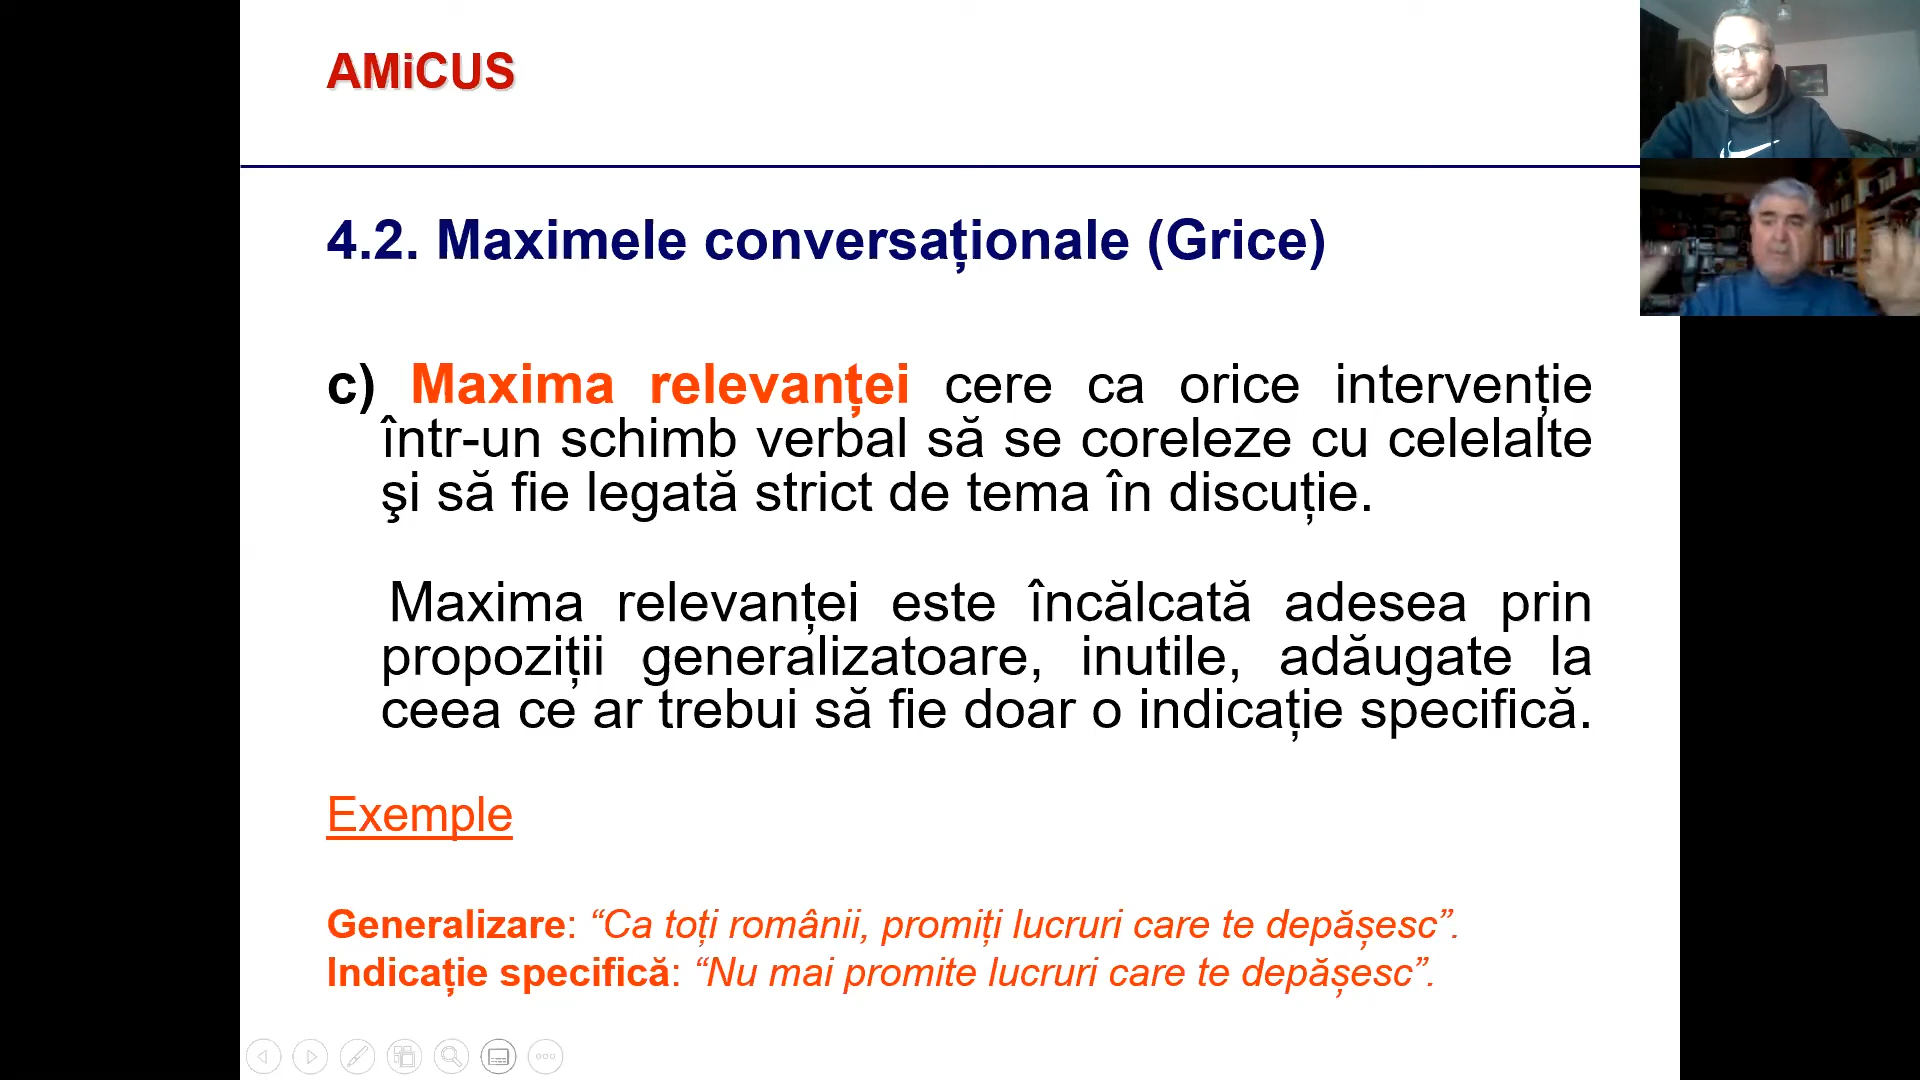 AMiCUS
4.2. Maximele conversaționale (Grice)
c) Maxima relevanței cere ca orice intervenție
într-un schimb verbal să se coreleze cu celelalte
şi să fie legată strict de tema în discuție.
Maxima relevanței este încălcată adesea prin
propoziții generalizatoare, inutile, adăugate la
ceea ce ar trebui să fie doar o indicație specifică.
Exemple
Generalizare: “Ca toți românii, promiți lucruri care te depășesc”.
Indicație specifică: “Nu mai promite lucruri care te depășesc”.